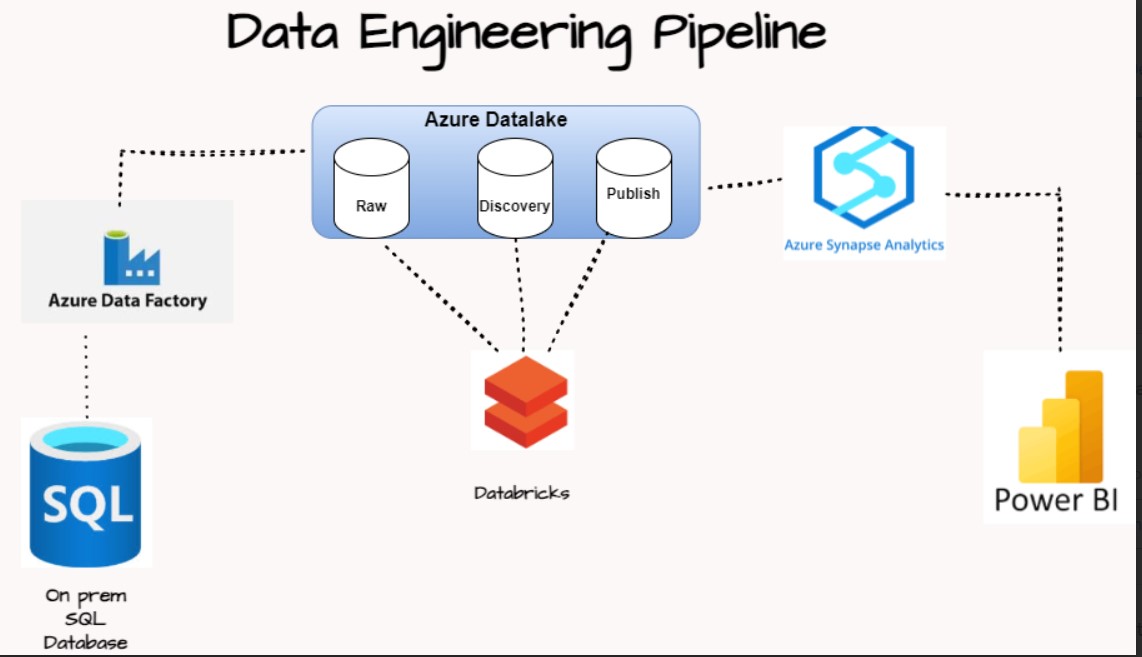 Data Engineering Pipeline
Azure Datalake
Raw
Discovery
Publish
Azure Synapse Analytics
Azure Data Factory
SQL
On prem
SQL
Database
Databricks
Power BI